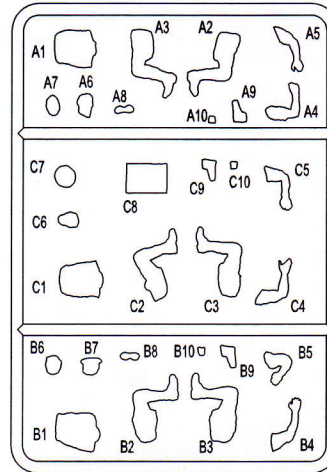 A3 A2 A5
A1
A7 A6 A8 A9
A10 A4
C7 C9 C10 C5
C8
C6
C1 C2 C3 C4
B6 B7 B8 B10 B5
B9
B1 B2 B3 B4